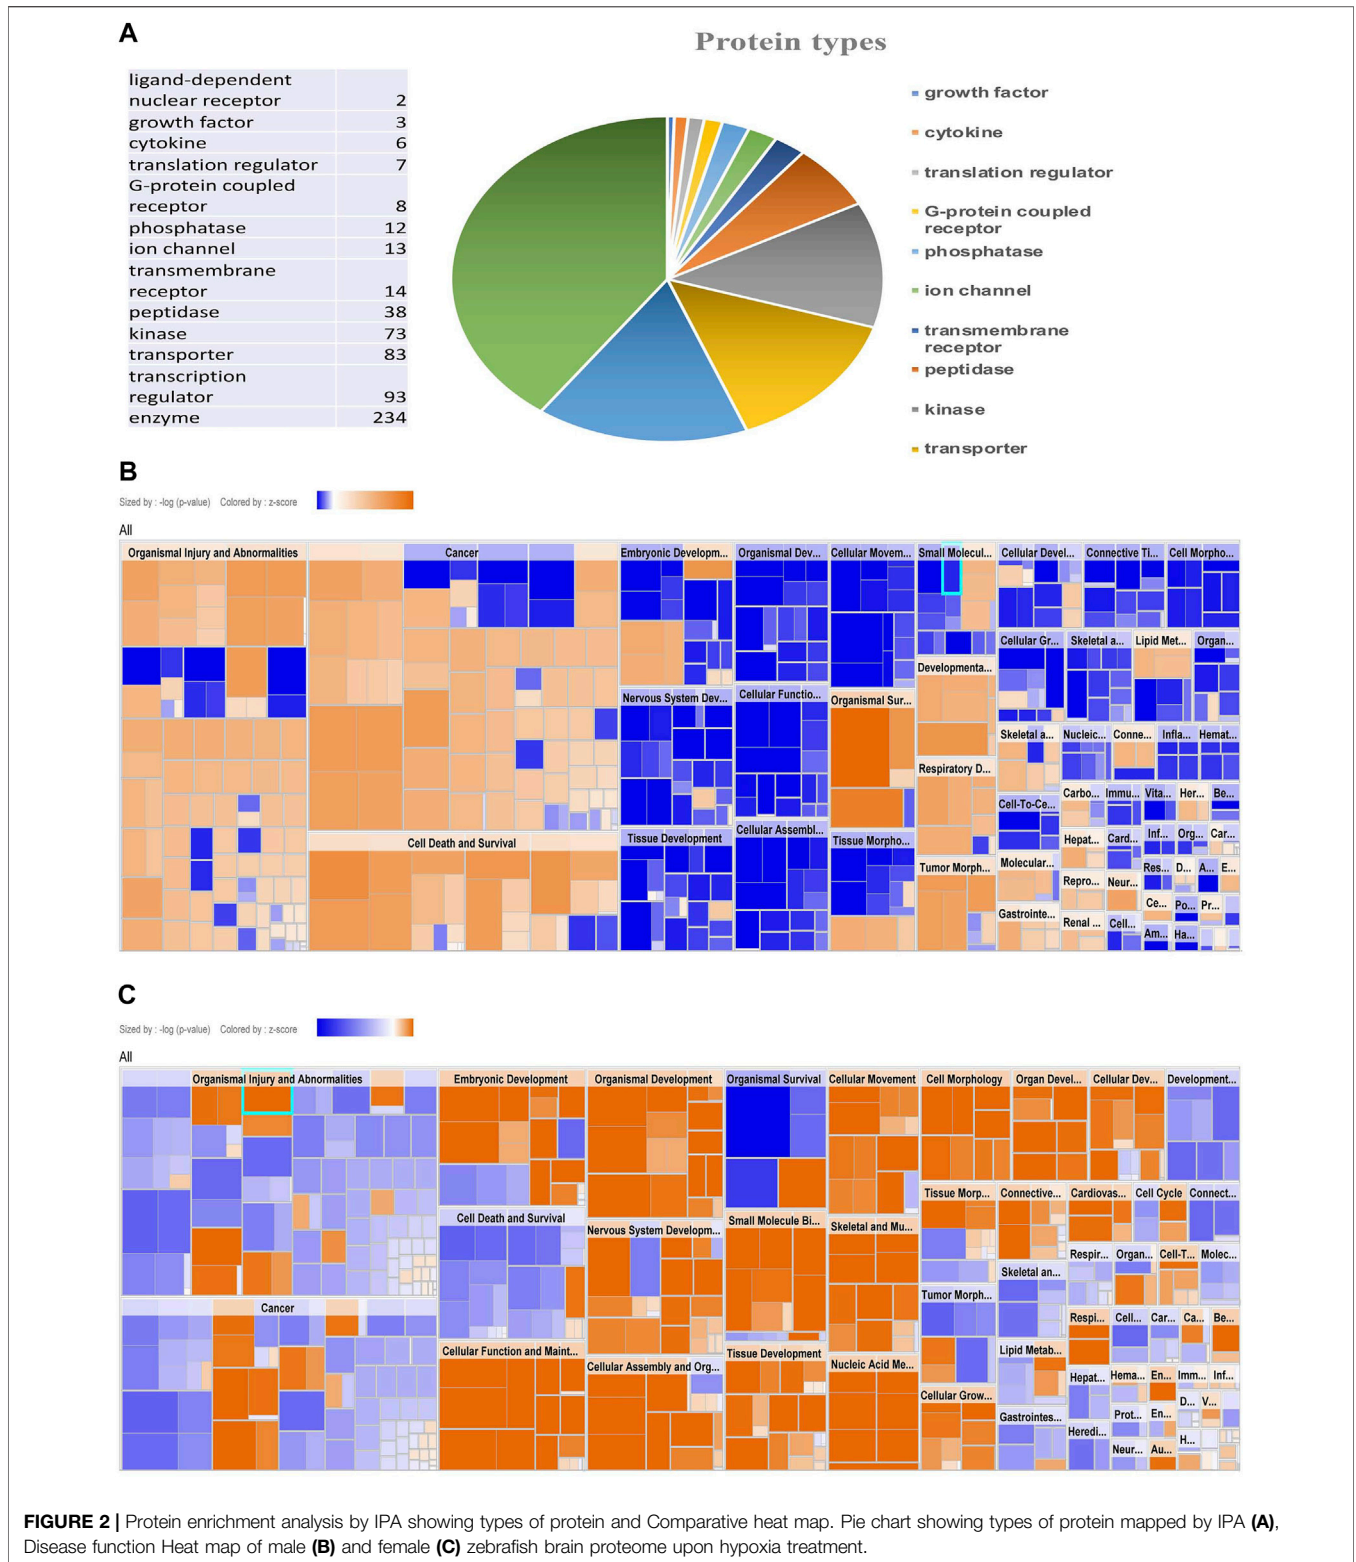 A
Protein types
ligand-dependent
nuclear receptor 2
growth factor 3
cytokine 6
translation regulator 7
G-protein coupled
receptor 8
phosphatase 12
ion channel 13
transmembrane
receptor 14
peptidase 38
kinase 73
transporter 83
transcription
regulator 93
enzyme 234
growth factor
cytokine
translation regulator
G-protein coupled
receptor
phosphatase
ion channel
transmembrane
receptor
peptidase
kinase
transporter
B
Sized by : -log (p-value) Colored by : z-score
All
Organismal Injury and Abnormalities
Cancer
Embryonic Developm...
Organismal Dev...
Cellular Movem...
Small Molecul...
Cellular Devel...
Connective Ti...
Cell Morpho...
Cellular Gr...
Skeletal a...
Lipid Met...
Organ...
Developmenta...
Nervous System Dev...
Cellular Functio...
Organismal Sur...
Skeletal a...
Nucleic...
Conne...
Infla...
Hemat...
Respiratory D...
Cell-To-Ce...
Carbo...
Immu...
Vita...
Her...
Be...
Cell Death and Survival
Tissue Development
Cellular Assembl...
Tissue Morpho...
Hepat...
Card...
Inf...
Org...
Car...
Tumor Morph...
Molecular...
Repro...
Neur...
Res...
D...
A...
E...
Gastrointe...
Renal ...
Cell...
Ce...
Po...
Pr...
Am...
Ha...
C
Sized by : -log (p-value) Colored by : z-score
All
Organismal Injury and Abnormalities
Embryonic Development
Organismal Development
Organismal Survival
Cellular Movement
Cell Morphology
Organ Devel...
Cellular Dev...
Development...
Tissue Morp...
Connective...
Cardiovas...
Cell Cycle
Connect...
Cell Death and Survival
Nervous System Developm...
Small Molecule Bi...
Skeletal and Mu...
Respir...
Organ...
Cell-T...
Molec...
Skeletal an...
Cancer
Tumor Morph...
Respi...
Cell...
Car...
Ca...
Be...
Cellular Function and Maint...
Cellular Assembly and Org...
Tissue Development
Nucleic Acid Me...
Lipid Metab...
Hepat...
Hema...
En...
Imm...
Inf...
Cellular Grow...
Gastrointes...
Prot...
En...
D...
V...
Heredi...
Neur...
Au...
H...
FIGURE 2 | Protein enrichment analysis by IPA showing types of protein and Comparative heat map. Pie chart showing types of protein mapped by IPA (A),
Disease function Heat map of male (B) and female (C) zebrafish brain proteome upon hypoxia treatment.